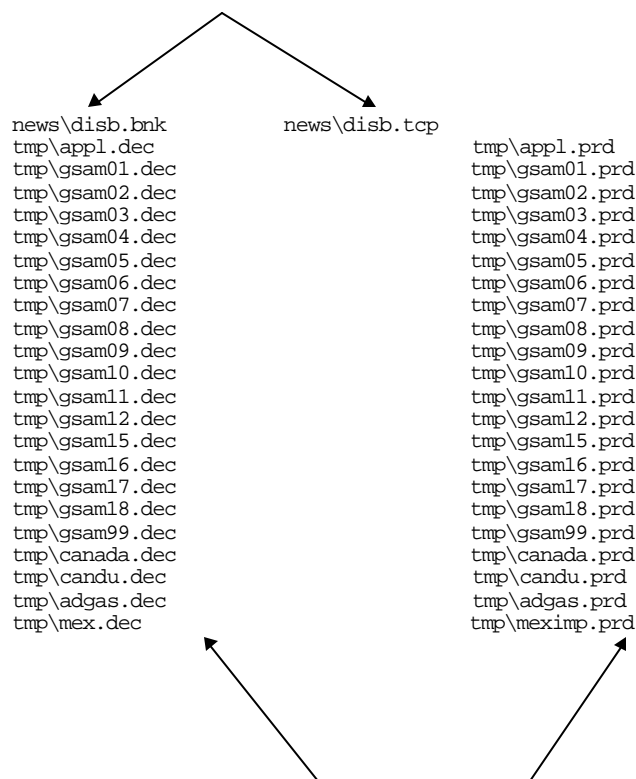 news\disb.bnk news\disb.tcp
tmp\appl.dec tmp\appl.prd
tmp\gsam01.dec tmp\gsam01.prd
tmp\gsam02.dec tmp\gsam02.prd
tmp\gsam03.dec tmp\gsam03.prd
tmp\gsam04.dec tmp\gsam04.prd
tmp\gsam05.dec tmp\gsam05.prd
tmp\gsam06.dec tmp\gsam06.prd
tmp\gsam07.dec tmp\gsam07.prd
tmp\gsam08.dec tmp\gsam08.prd
tmp\gsam09.dec tmp\gsam09.prd
tmp\gsam10.dec tmp\gsam10.prd
tmp\gsam11.dec tmp\gsam11.prd
tmp\gsam12.dec tmp\gsam12.prd
tmp\gsam15.dec tmp\gsam15.prd
tmp\gsam16.dec tmp\gsam16.prd
tmp\gsam17.dec tmp\gsam17.prd
tmp\gsam18.dec tmp\gsam18.prd
tmp\gsam99.dec tmp\gsam99.prd
tmp\canada.dec tmp\canada.prd
tmp\candu.dec tmp\candu.prd
tmp\adgas.dec tmp\adgas.prd
tmp\mex.dec tmp\meximp.prd